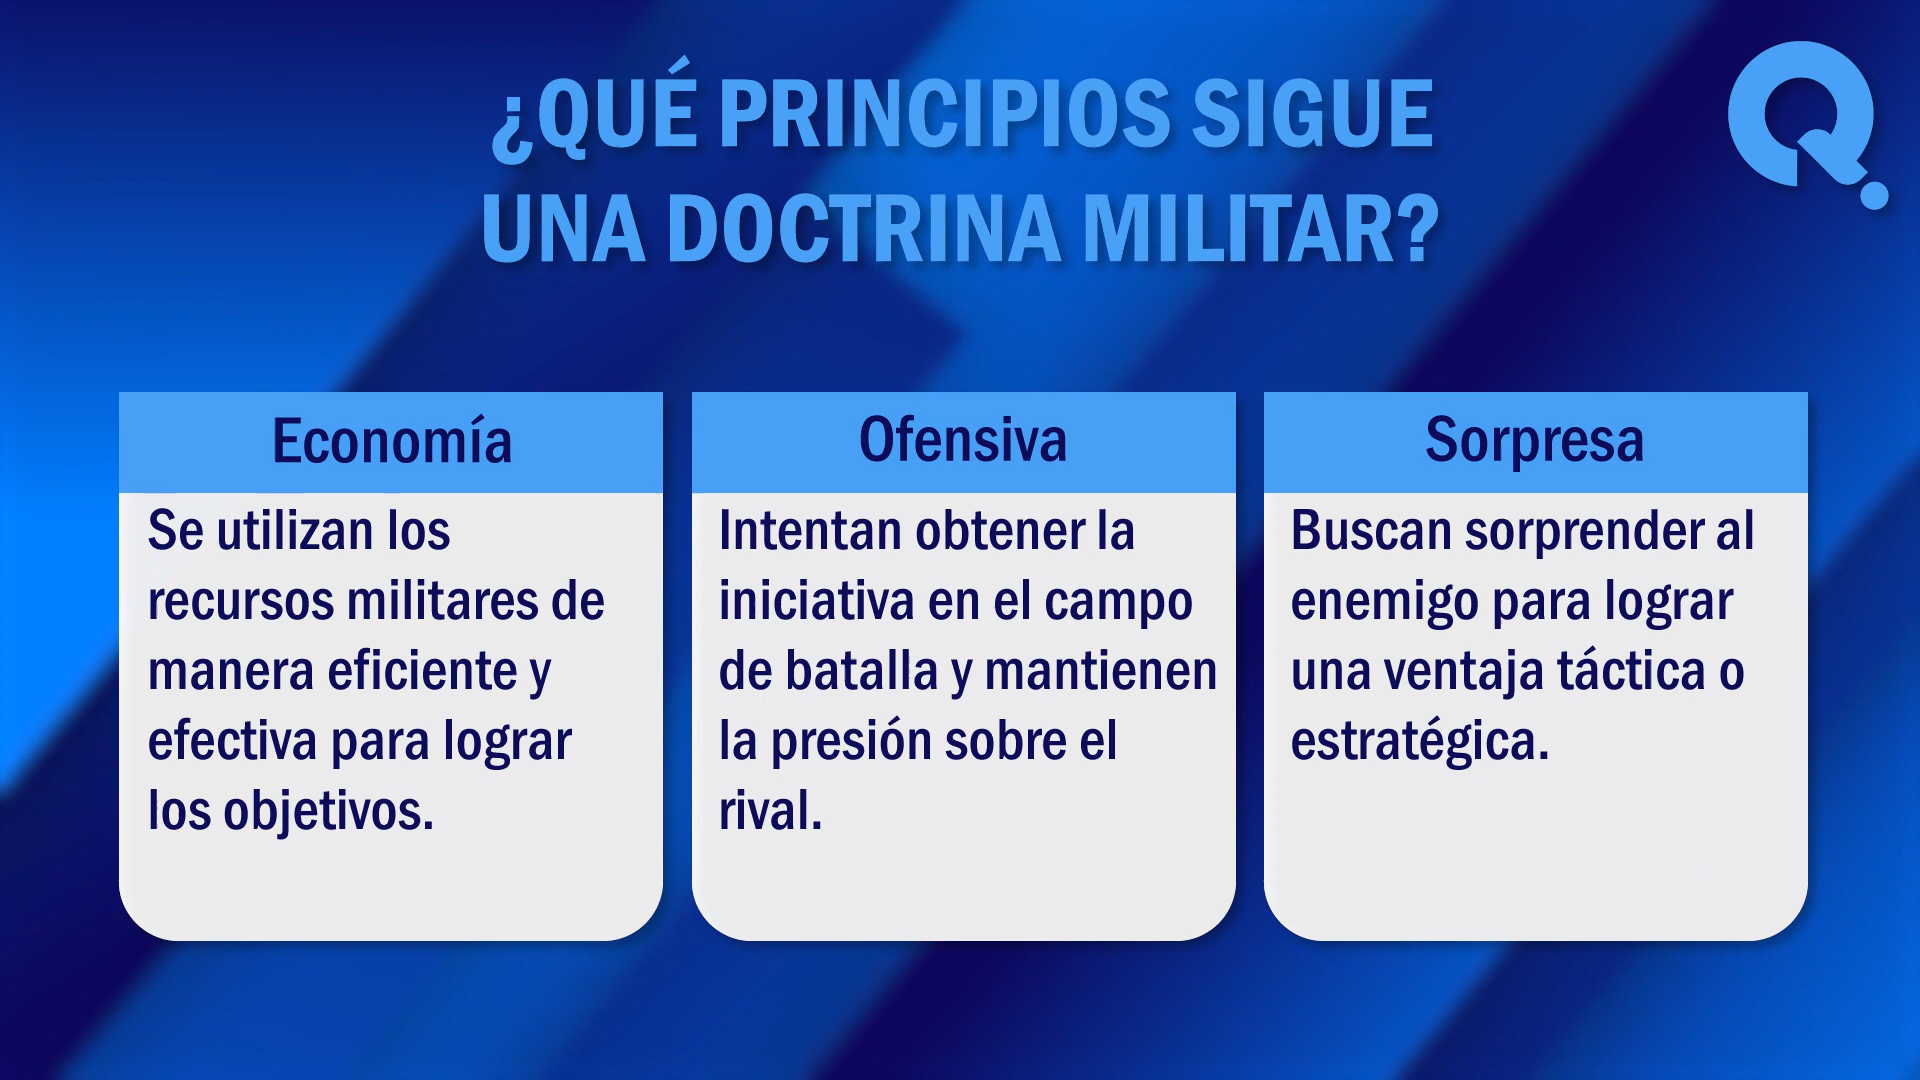 ¿QUÉ PRINCIPIOS SIGUE
UNA DOCTRINA MILITAR?
Q.
Economía
Se utilizan los
recursos militares de
manera eficiente y
efectiva para lograr
los objetivos.
Ofensiva
Intentan obtener la
iniciativa en el campo
de batalla y mantienen
la presión sobre el
rival.
Sorpresa
Buscan sorprender al
enemigo para lograr
una ventaja táctica o
estratégica.